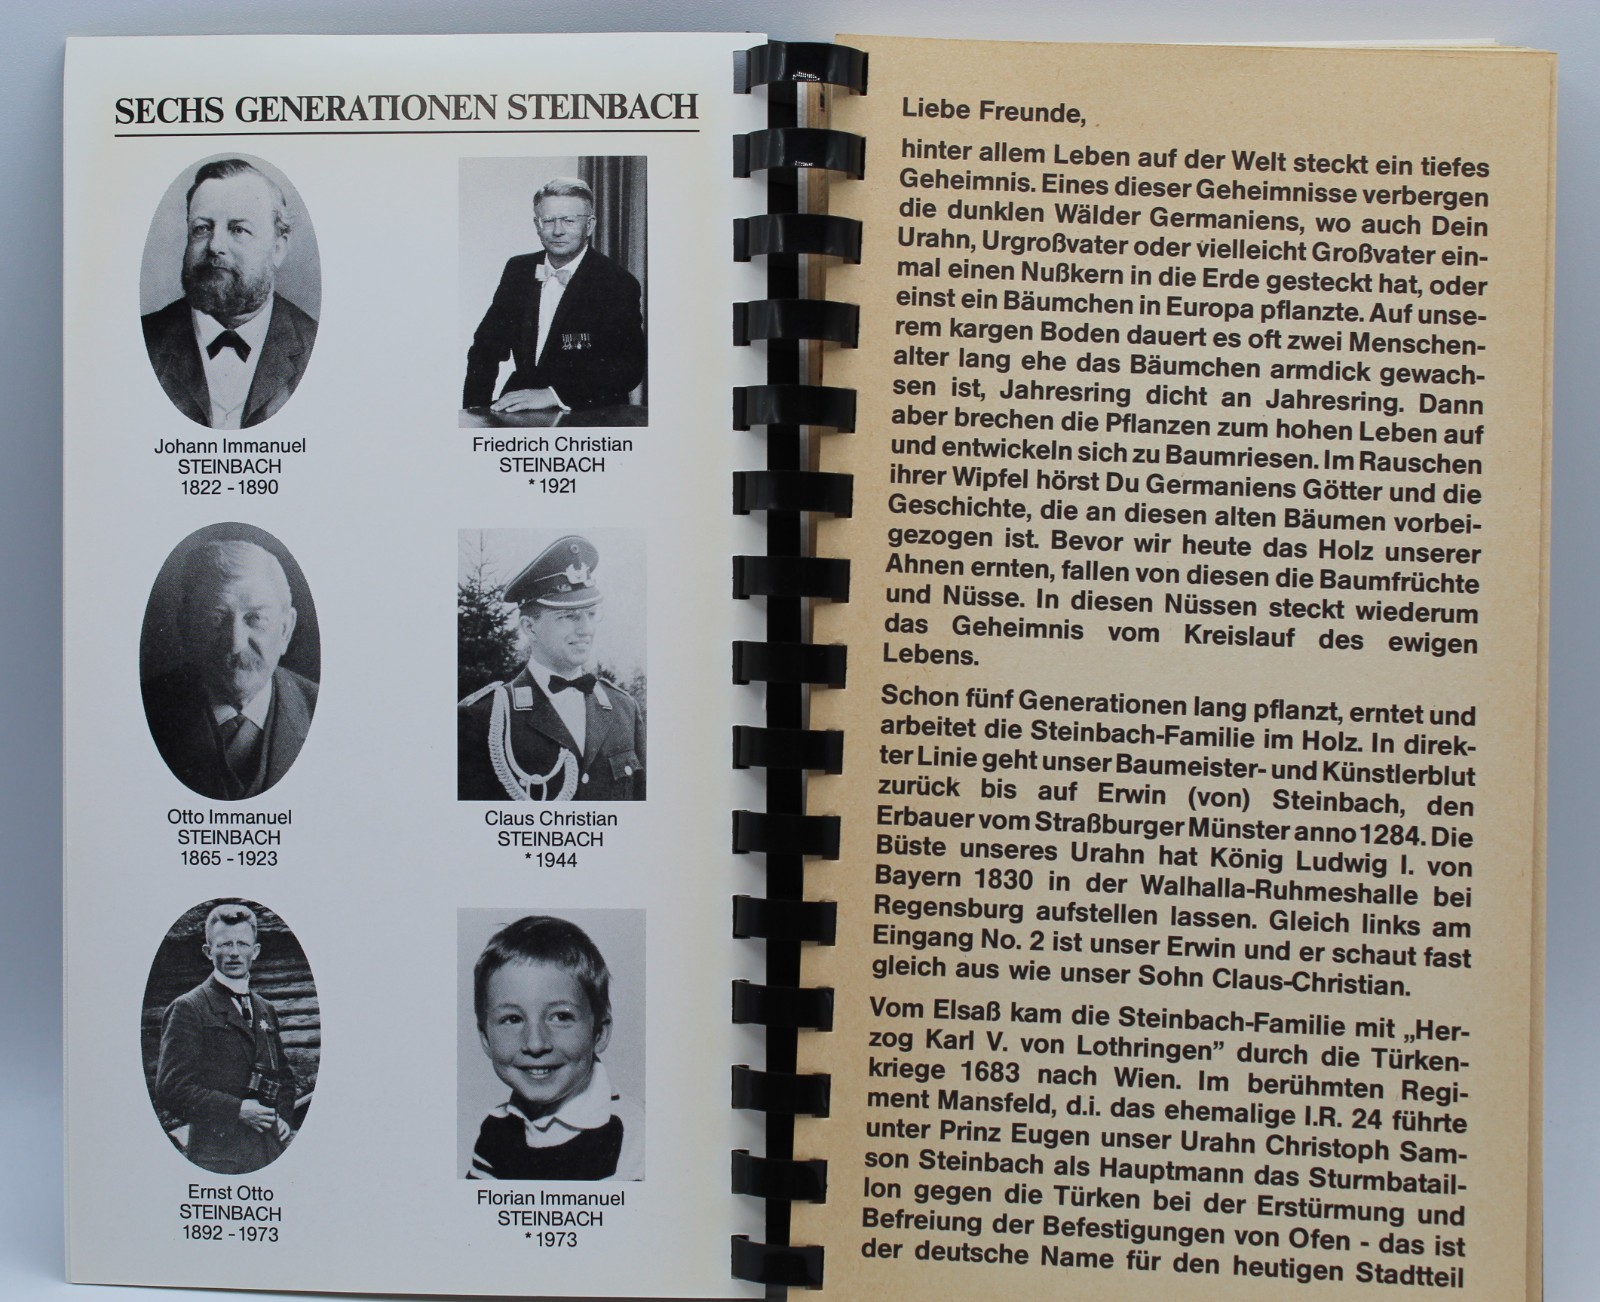 SECHS GENERATIONEN STEINBACH
Johann Immanuel
STEINBACH
1822 - 1890
Friedrich Christian
STEINBACH
* 1921
Otto Immanuel
STEINBACH
1865 - 1923
Claus Christian
STEINBACH
* 1944
Ernst Otto
STEINBACH
1892 - 1973
Florian Immanuel
STEINBACH
* 1973
Liebe Freunde,
hinter allem Leben auf der Welt steckt ein tiefes
Geheimnis. Eines dieser Geheimnisse verbergen
die dunklen Wälder Germaniens, wo auch Dein
Urahn, Urgroßvater oder vielleicht Großvater ein-
mal einen Nußkern in die Erde gesteckt hat, oder
einst ein Bäumchen in Europa pflanzte. Auf unse-
rem kargen Boden dauert es oft zwei Menschen-
alter lang ehe das Bäumchen armdick gewach-
sen ist, Jahresring dicht an Jahresring. Dann
aber brechen die Pflanzen zum hohen Leben auf
und entwickeln sich zu Baumriesen. Im Rauschen
ihrer Wipfel hörst Du Germaniens Götter und die
Geschichte, die an diesen alten Bäumen vorbei-
gezogen ist. Bevor wir heute das Holz unserer
Ahnen ernten, fallen von diesen die Baumfrüchte
und Nüsse. In diesen Nüssen steckt wiederum
das Geheimnis vom Kreislauf des ewigen
Lebens.
Schon fünf Generationen lang pflanzt, erntet und
arbeitet die Steinbach-Familie im Holz. In direk-
ter Linie geht unser Baumeister- und Künstlerblut
zurück bis auf Erwin (von) Steinbach, den
Erbauer vom Straßburger Münster anno 1284. Die
Büste unseres Urahn hat König Ludwig I. von
Bayern 1830 in der Walhalla-Ruhmeshalle bei
Regensburg aufstellen lassen. Gleich links am
Eingang No. 2 ist unser Erwin und er schaut fast
gleich aus wie unser Sohn Claus-Christian.
Vom Elsaß kam die Steinbach-Familie mit „Her-
zog Karl V. von Lothringen” durch die Türken-
kriege 1683 nach Wien. Im berühmten Regi-
ment Mansfeld, d.i. das ehemalige I.R. 24 führte
unter Prinz Eugen unser Urahn Christoph Sam-
son Steinbach als Hauptmann das Sturmbatail-
lon gegen die Türken bei der Erstürmung und
Befreiung der Befestigungen von Ofen - das ist
der deutsche Name für den heutigen Stadtteil